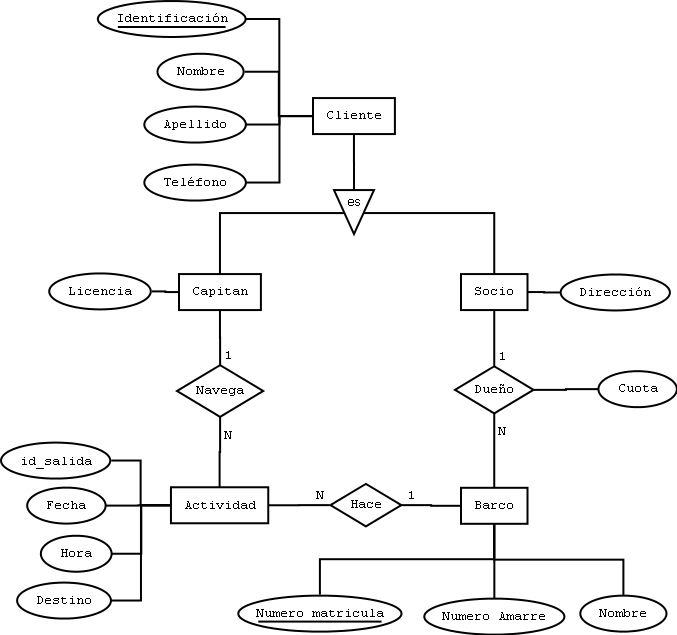 Identificación
Nombre
Cliente
Apellido
Teléfono
es
Licencia
Capitan
Socio
Dirección
1
1
Navega
Dueño
Cuota
N
N
id_salida
Fecha
Actividad
N
Hace
1
Barco
Hora
Destino
Numero matricula
Numero Amarre
Nombre